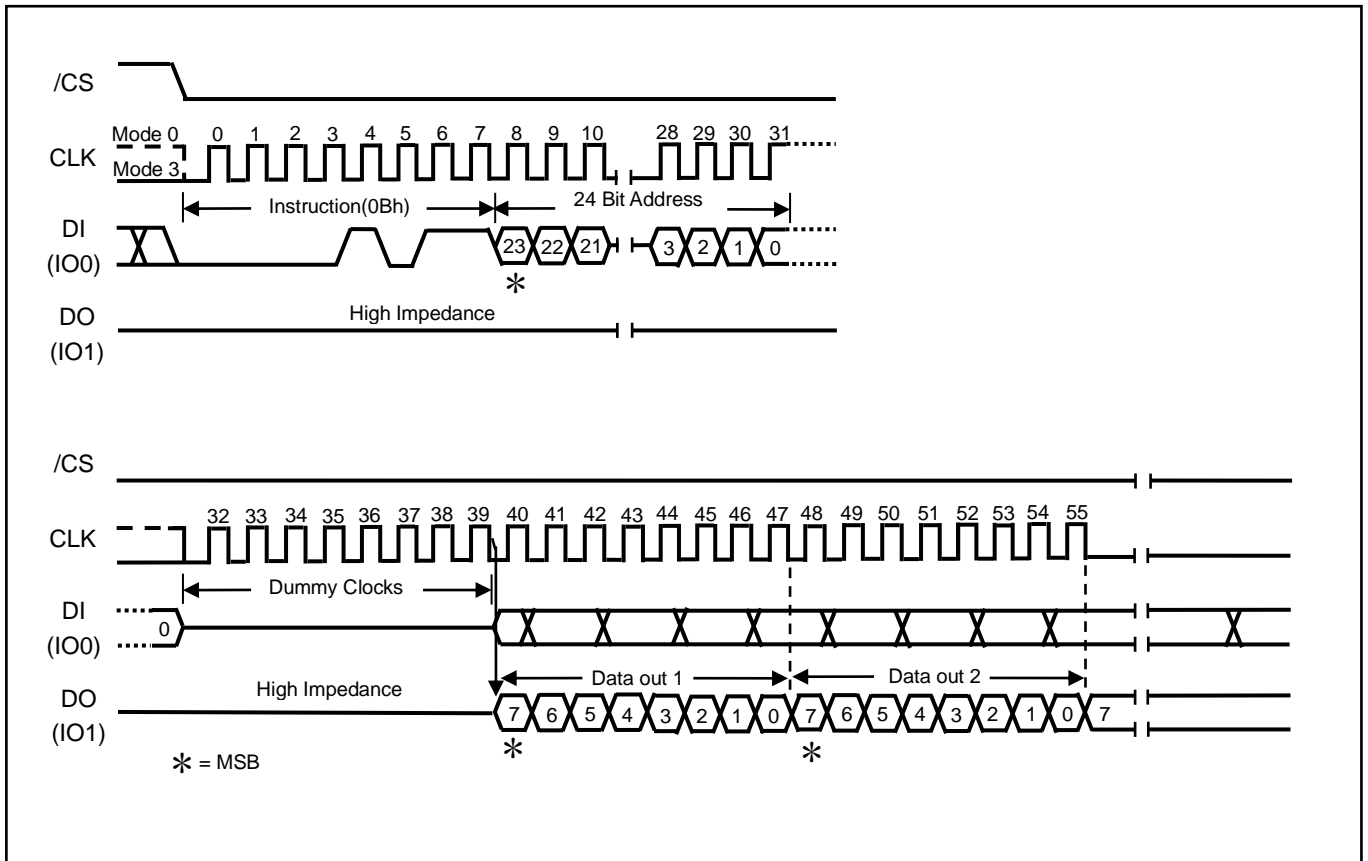 /CS
Mode 0 0 1 2 3 4 5 6 7 8 9 10 28 29 30 31
CLK
Mode 3
Instruction(0Bh) 24 Bit Address
DI
(IO0)
23 22 21 3 2 1 0
*
DO
(IO1)
High Impedance
/CS
32 33 34 35 36 37 38 39 40 41 42 43 44 45 46 47 48 49 50 51 52 53 54 55
CLK
Dummy Clocks
DI
(IO0)
0
Data out 1 Data out 2
High Impedance
DO
(IO1)
7 6 5 4 3 2 1 0 7 6 5 4 3 2 1 0 7
* *
* = MSB